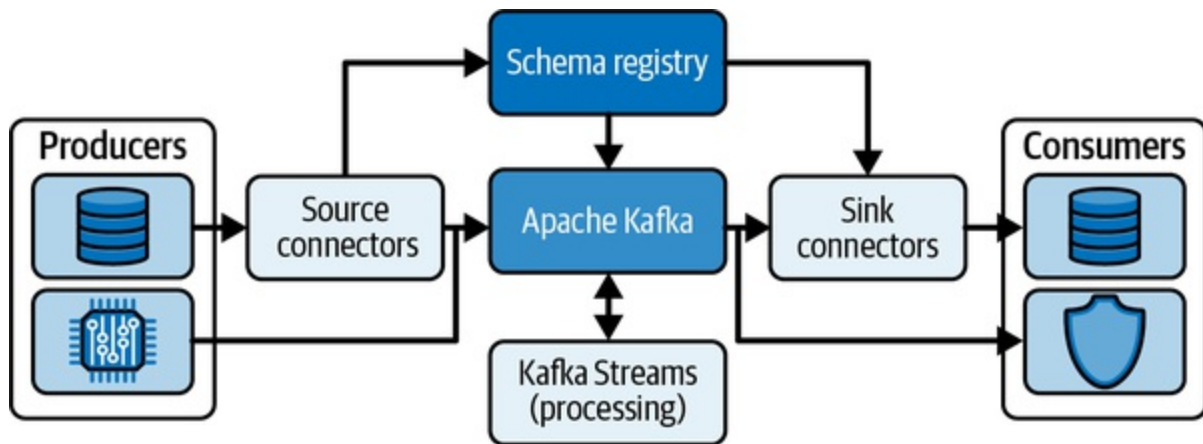 Schema registry
Producers
Consumers
Source
connectors
Apache Kafka
Sink
connectors
Kafka Streams
(processing)